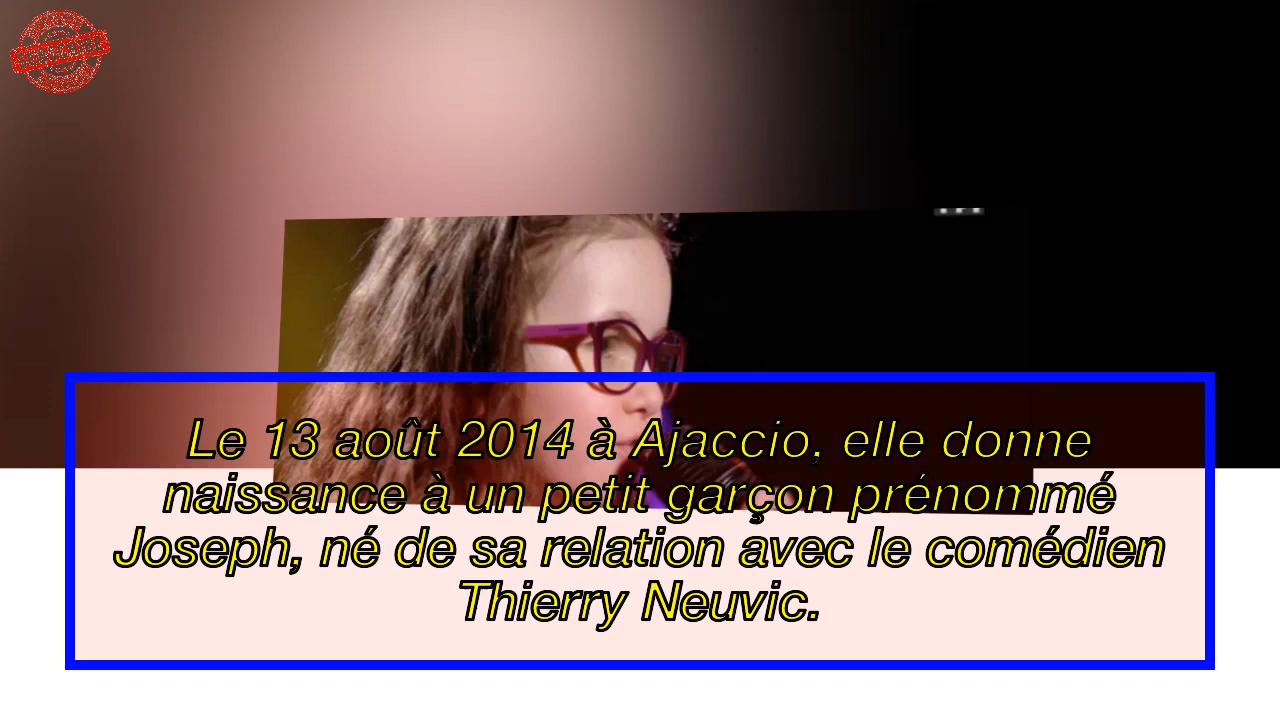 SUBSCRIBE
Le 13 août 2014 à Ajaccio, elle donne
naissance à un petit garçon prénommé
Joseph, né de sa relation avec le comédien
Thierry Neuvic.